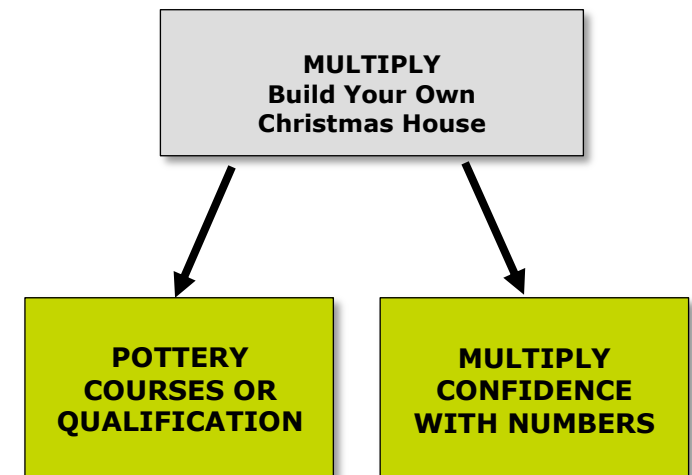 MULTIPLY
Build Your Own
Christmas House
POTTERY
COURSES OR
QUALIFICATION
MULTIPLY
CONFIDENCE
WITH NUMBERS